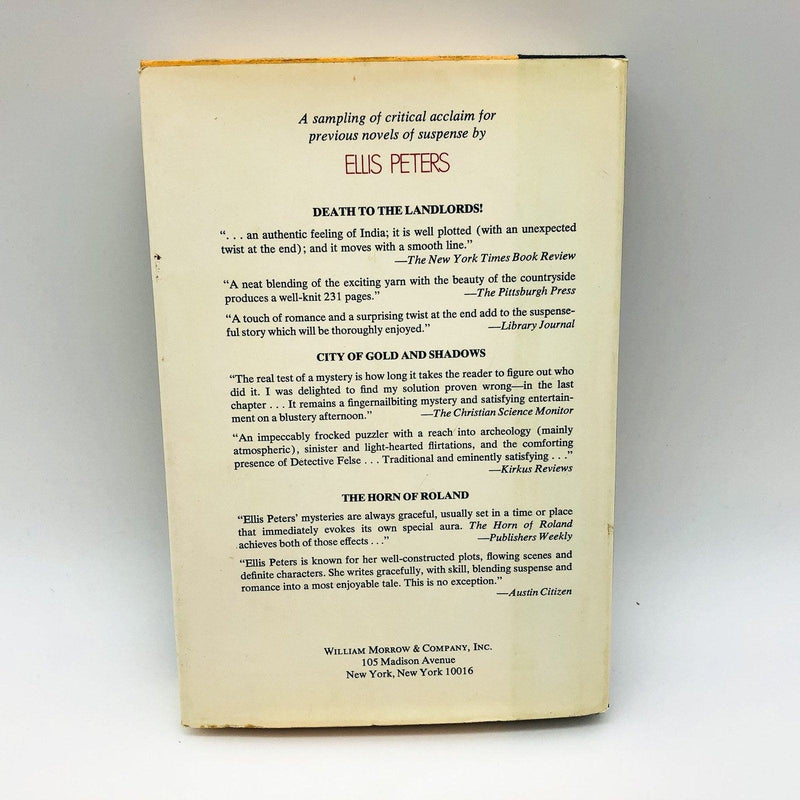 A sampling of critical acclaim for
previous novels of suspense by
ELLIS PETERS
DEATH TO THE LANDLORDS!
“. . . an authentic feeling of India; it is well plotted (with an unexpected
twist at the end); and it moves with a smooth line.”
—The New York Times Book Review
“A neat blending of the exciting yarn with the beauty of the countryside
produces a well-knit 231 pages.” —The Pittsburgh Press
“A touch of romance and a surprising twist at the end add to the suspense-
ful story which will be thoroughly enjoyed.” —Library Journal
CITY OF GOLD AND SHADOWS
“The real test of a mystery is how long it takes the reader to figure out who
did it. I was delighted to find my solution proven wrong—in the last
chapter . . . It remains a fingernailbiting mystery and satisfying entertain-
ment on a blustery afternoon.” —The Christian Science Monitor
“An impeccably frocked puzzler with a reach into archeology (mainly
atmospheric), sinister and light-hearted flirtations, and the comforting
presence of Detective Felse . . . Traditional and eminently satisfying . . .”
—Kirkus Reviews
THE HORN OF ROLAND
“Ellis Peters’ mysteries are always graceful, usually set in a time or place
that immediately evokes its own special aura. The Horn of Roland
achieves both of those effects . . .” —Publishers Weekly
“Ellis Peters is known for her well-constructed plots, flowing scenes and
definite characters. She writes gracefully, with skill, blending suspense and
romance into a most enjoyable tale. This is no exception.”
—Austin Citizen
WILLIAM MORROW & COMPANY, INC.
105 Madison Avenue
New York, New York 10016